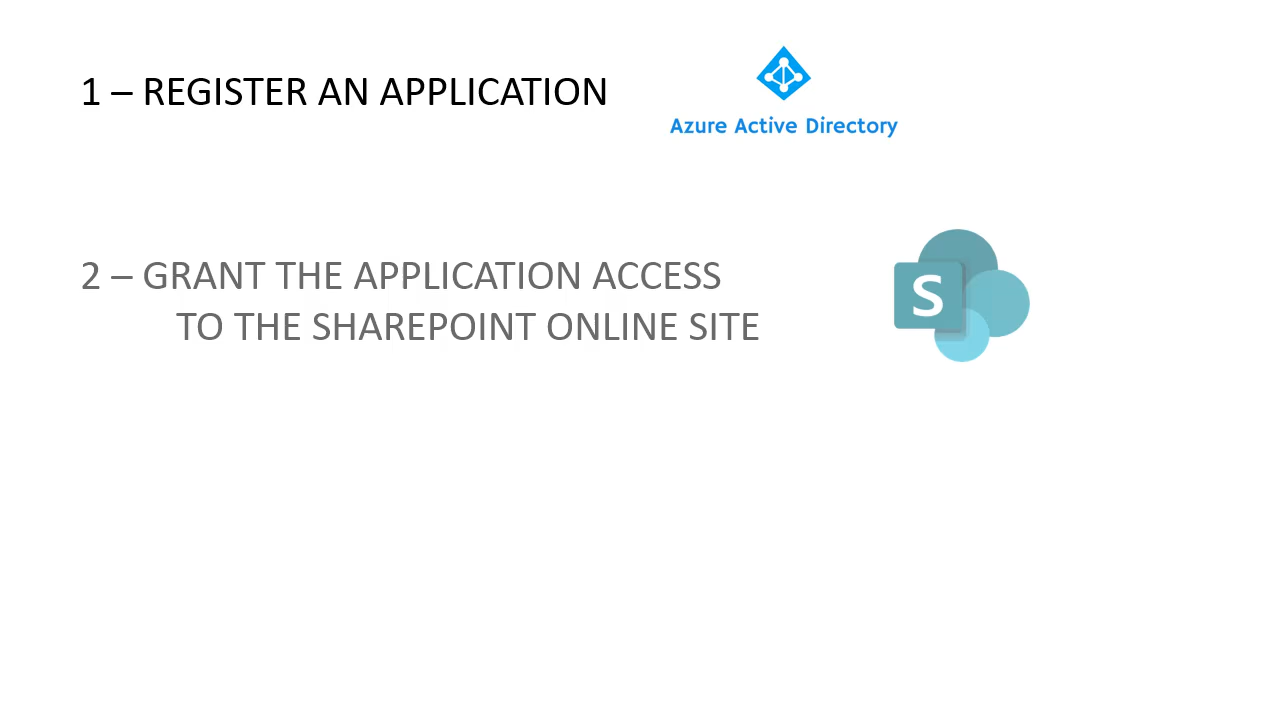 1 – REGISTER AN APPLICATION
Azure Active Directory
2 – GRANT THE APPLICATION ACCESS
TO THE SHAREPOINT ONLINE SITE
S